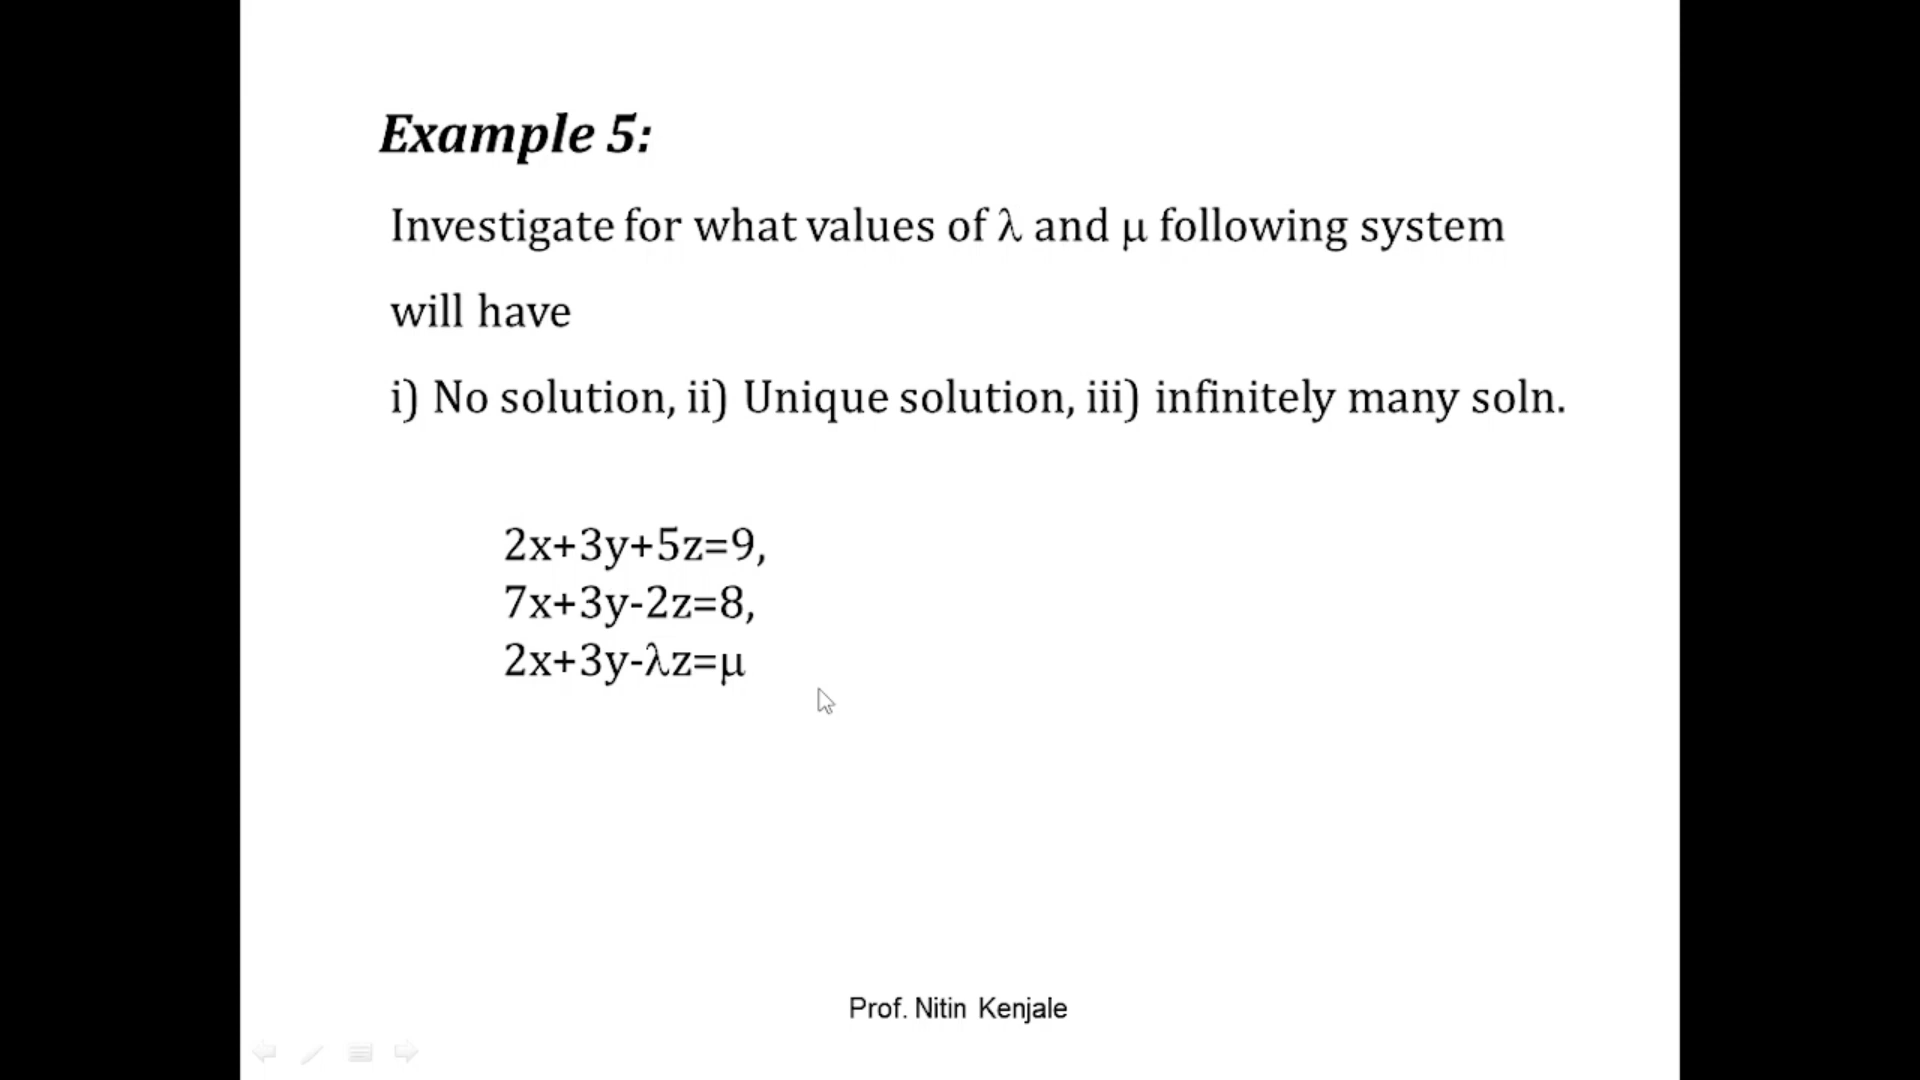 Example 5:
Investigate for what values of λ and μ following system
will have
i) No solution, ii) Unique solution, iii) infinitely many soln.
2x+3y+5z=9,
7x+3y-2z=8,
2x+3y-λz=μ
Prof. Nitin Kenjale